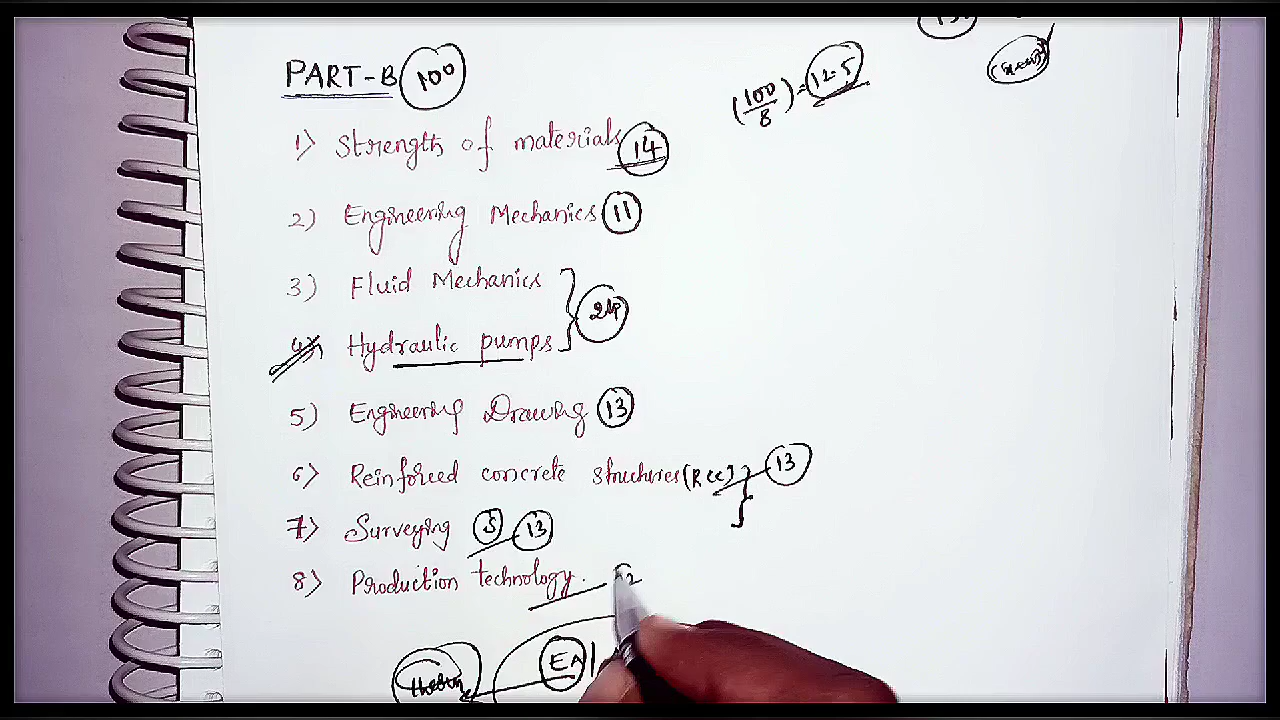 PART-B 100
(100/8) = 12.5
1) Strength of materials 14
2) Engineering Mechanics 11
3) Fluid Mechanics
24
4) Hydraulic pumps
5) Engineering Drawing 13
6) Reinforced concrete structures (RCC) 13
7) Surveying S 13
8) Production technology.